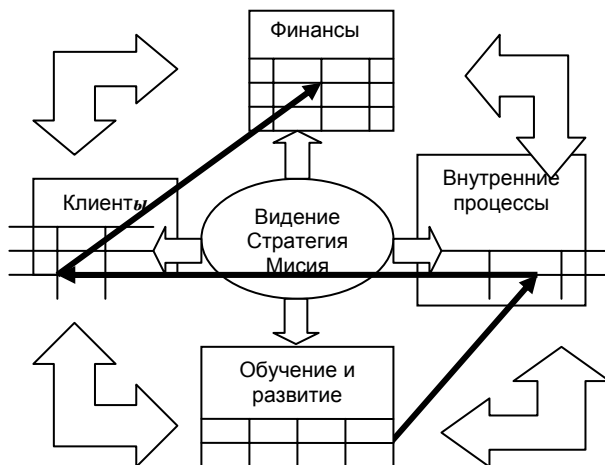 Финансы
Клиенты
Видение
Стратегия
Мисия
Внутренние
процессы
Обучение и
развитие